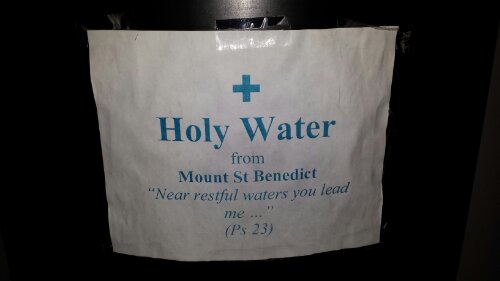 Holy Water
from
Mount St Benedict
“Near restful waters you lead
me ...”
(Ps 23)